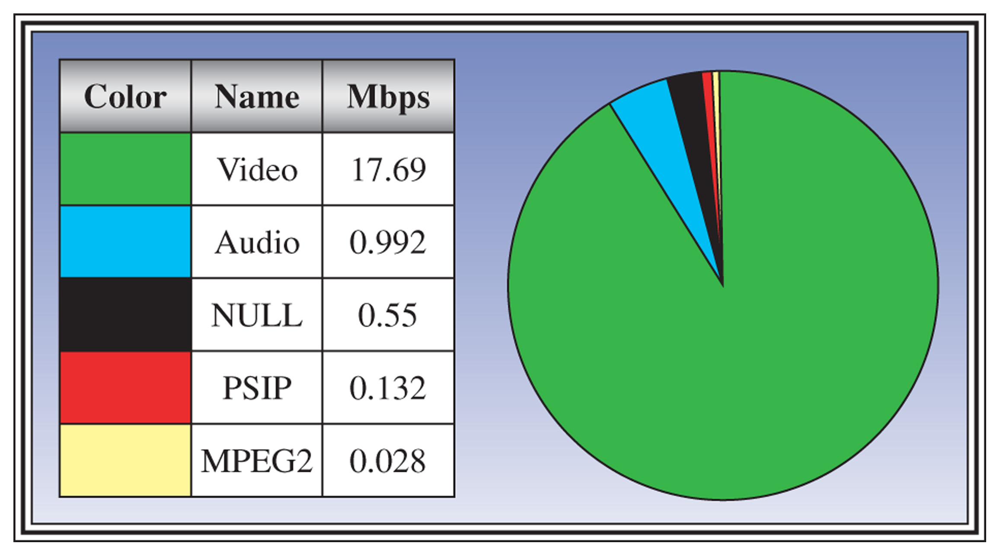 Color Name Mbps
Video 17.69
Audio 0.992
NULL 0.55
PSIP 0.132
MPEG2 0.028